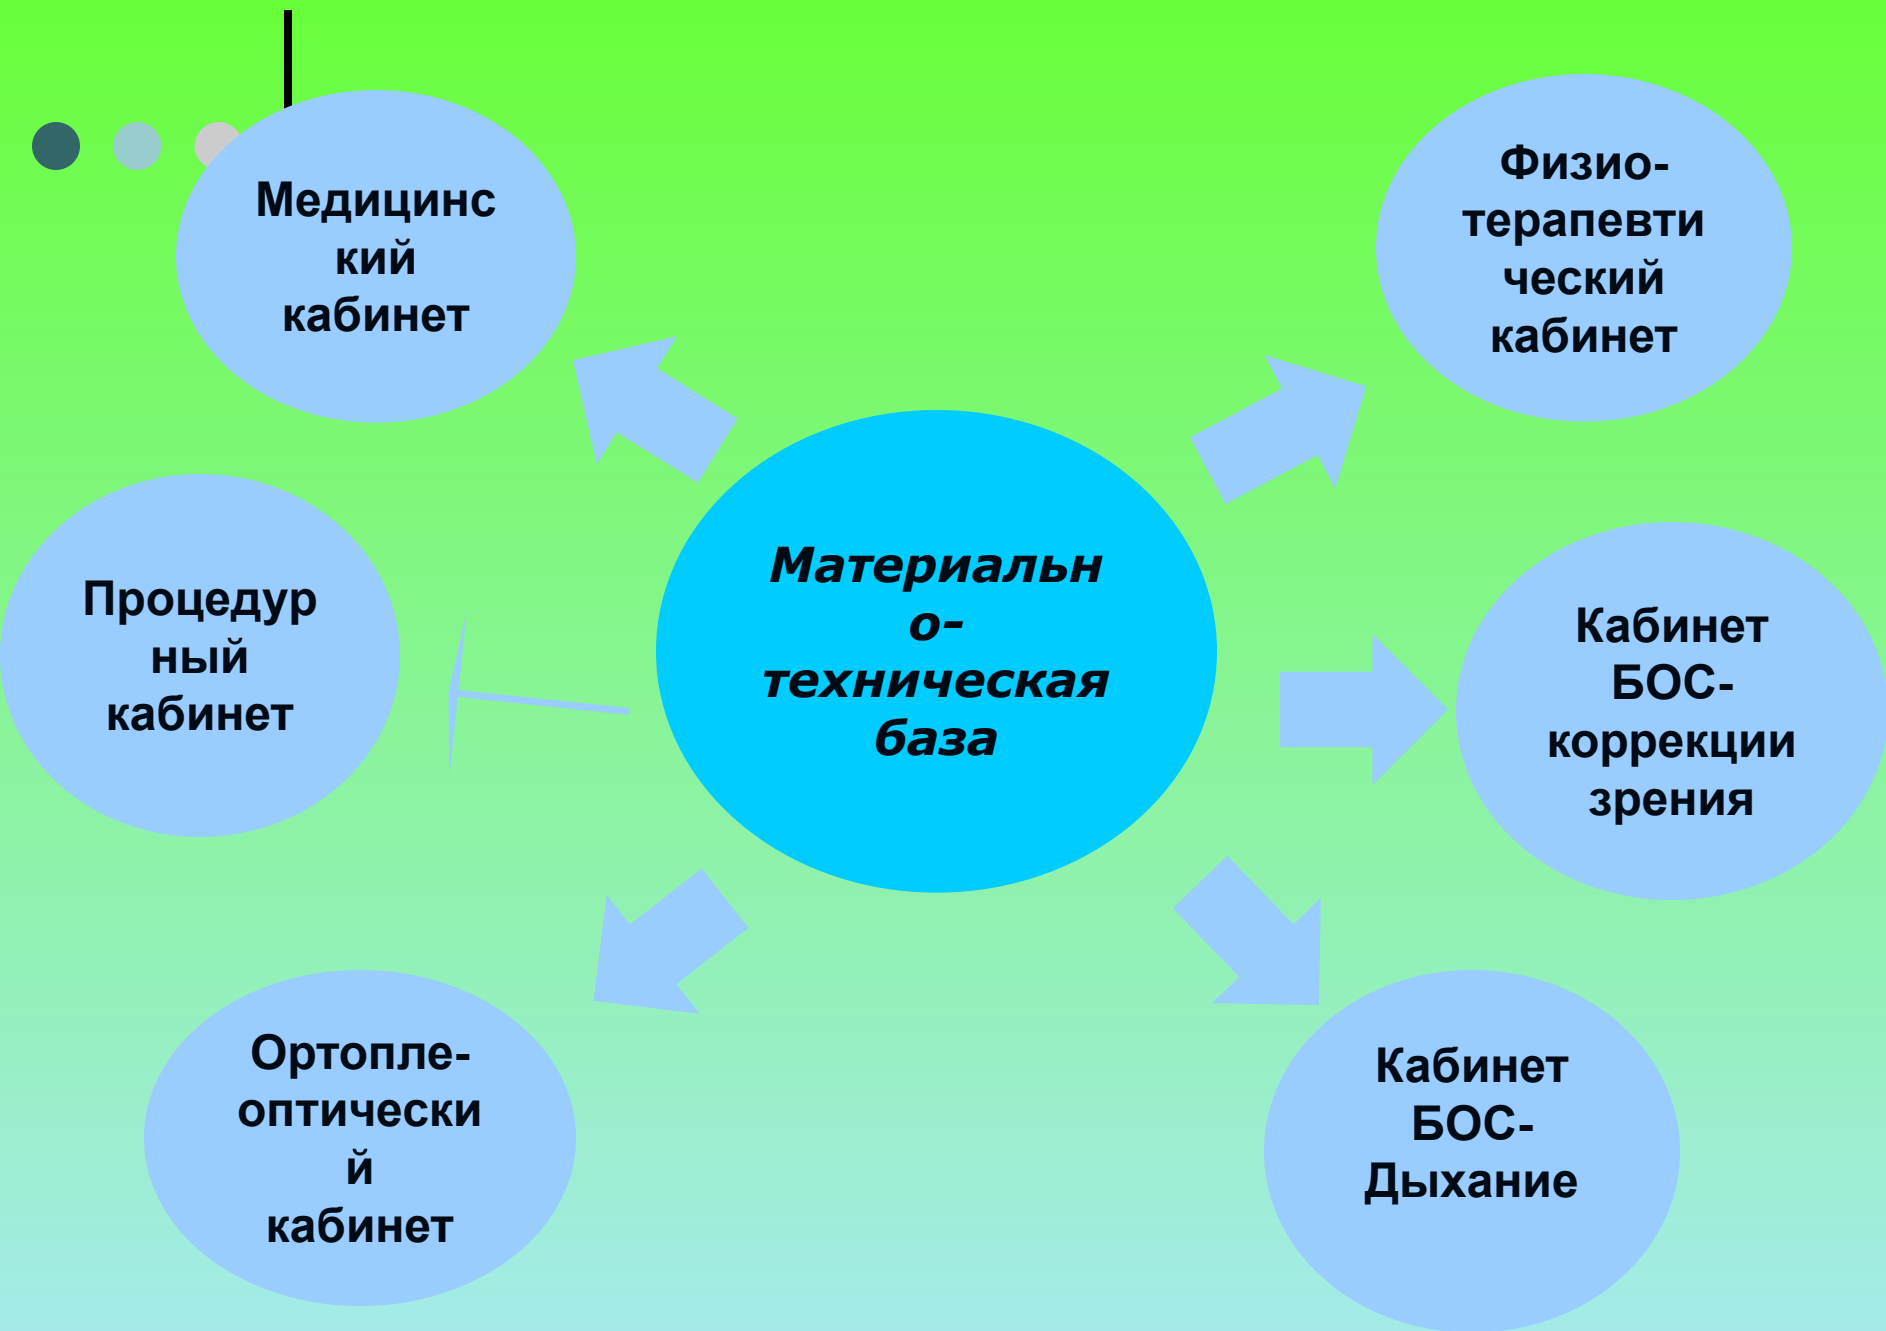 Медицинс
кий
кабинет
Физио-
терапевти
ческий
кабинет
Процедур
ный
кабинет
Материальн
о–
техническая
база
Кабинет
БОС-
коррекции
зрения
Ортопле-
оптически
й
кабинет
Кабинет
БОС-
Дыхание